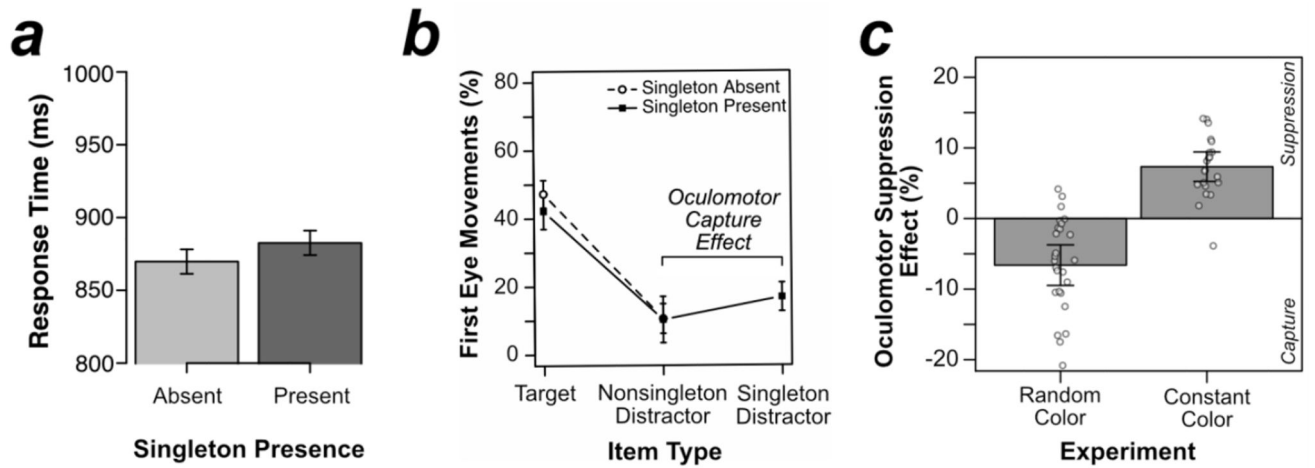 a
1000
950
900
850
800
Response Time (ms)
Absent
Present
Singleton Presence
b
80
60
40
20
0
First Eye Movements (%)
Singleton Absent
Singleton Present
Oculomotor
Capture
Effect
Target
Nonsingleton
Distractor
Singleton
Distractor
Item Type
c
20
10
0
-10
-20
Oculomotor Suppression
Effect (%)
Suppression
Capture
Random
Color
Constant
Color
Experiment